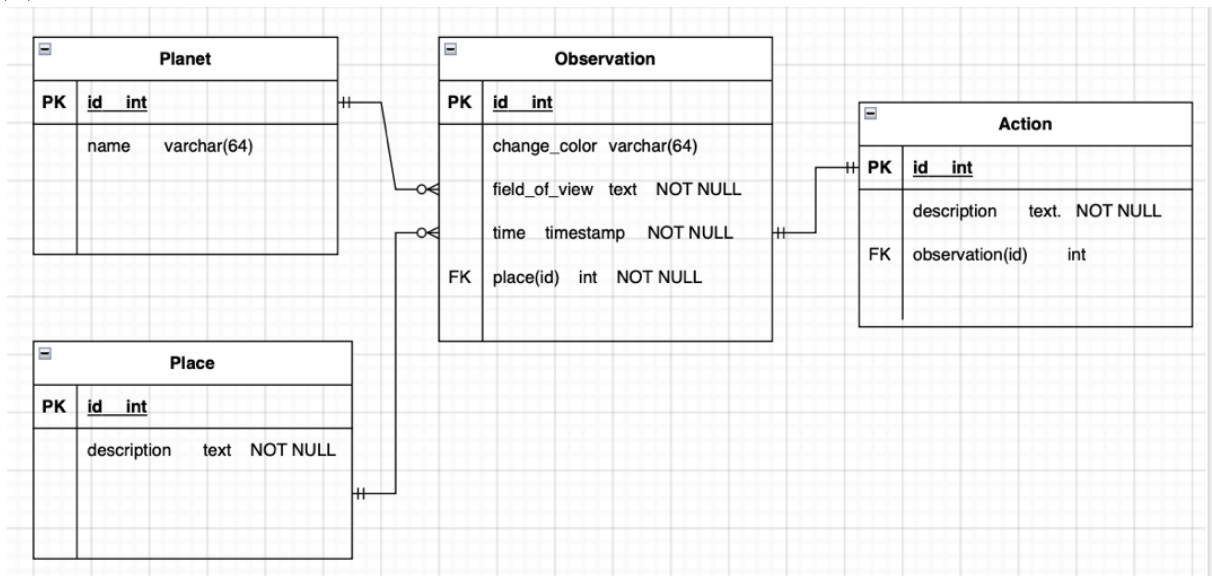 Planet
PK id int
name varchar(64)
Observation
PK id int
change_color varchar(64)
field_of_view text NOT NULL
time timestamp NOT NULL
FK place(id) int NOT NULL
Action
PK id int
description text. NOT NULL
FK observation(id) int
Place
PK id int
description text NOT NULL